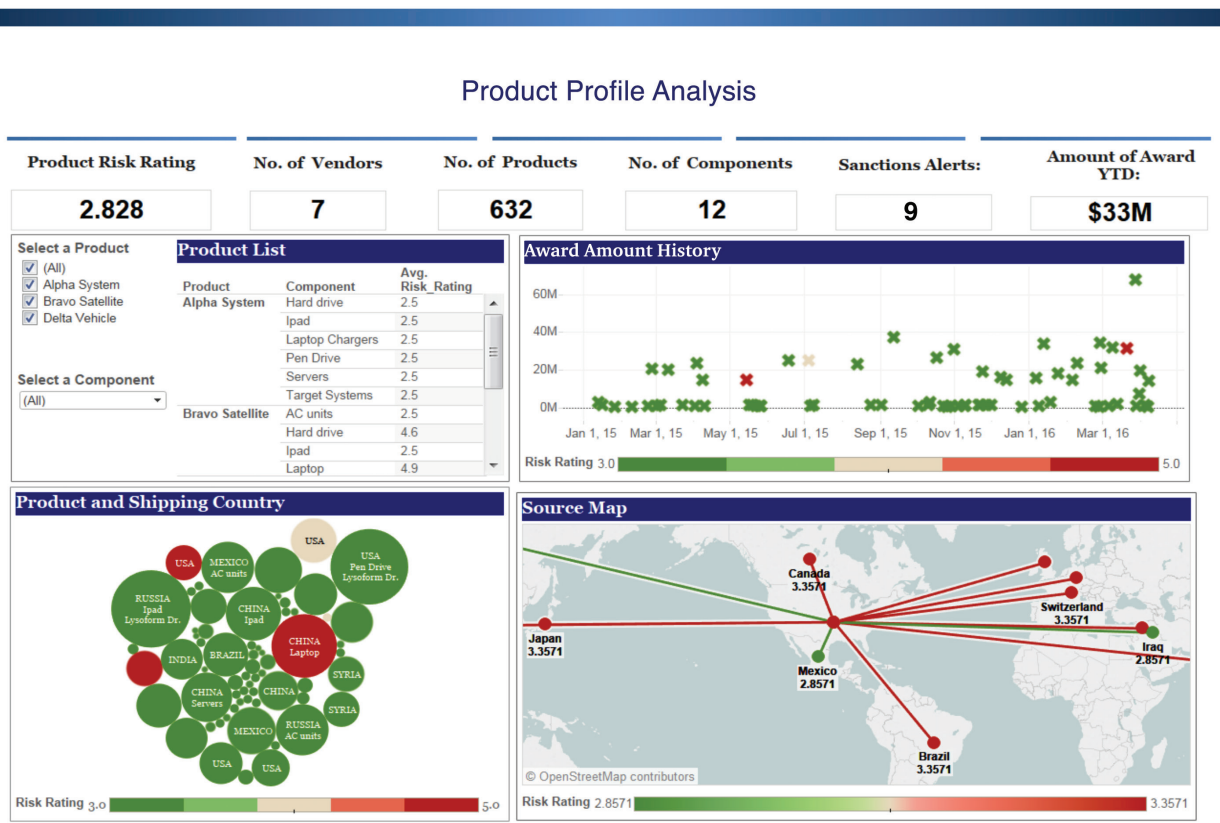 Product Profile Analysis
Product Risk Rating
2.828
No. of Vendors
7
No. of Products
632
No. of Components
12
Sanctions Alerts:
9
Amount of Award
YTD:
$33M
Select a Product
(All)
Alpha System
Bravo Satellite
Delta Vehicle
Select a Component
(All)
Product List
Product Component Avg. Risk_Rating
Alpha System Hard drive 2.5
Ipad 2.5
Laptop Chargers 2.5
Pen Drive 2.5
Servers 2.5
Target Systems 2.5
Bravo Satellite AC units 2.5
Hard drive 4.6
Ipad 2.5
Laptop 4.9
Award Amount History
60M
40M
20M
0M
Jan 1, 15 Mar 1, 15 May 1, 15 Jul 1, 15 Sep 1, 15 Nov 1, 15 Jan 1, 16 Mar 1, 16
Risk Rating 3.0 5.0
Product and Shipping Country
USA
USA
MEXICO
AC units
USA
Pen Drive
Lysoform Dr.
RUSSIA
Ipad
Lysoform Dr.
CHINA
Ipad
CHINA
Laptop
INDIA
BRAZIL
SYRIA
CHINA
Servers
CHINA
SYRIA
MEXICO
RUSSIA
AC units
USA
USA
Risk Rating 3.0 5.0
Source Map
Canada
3.3571
Switzerland
3.3571
Japan
3.3571
Iraq
2.8571
Mexico
2.8571
Brazil
3.3571
© OpenStreetMap contributors
Risk Rating 2.8571 3.3571